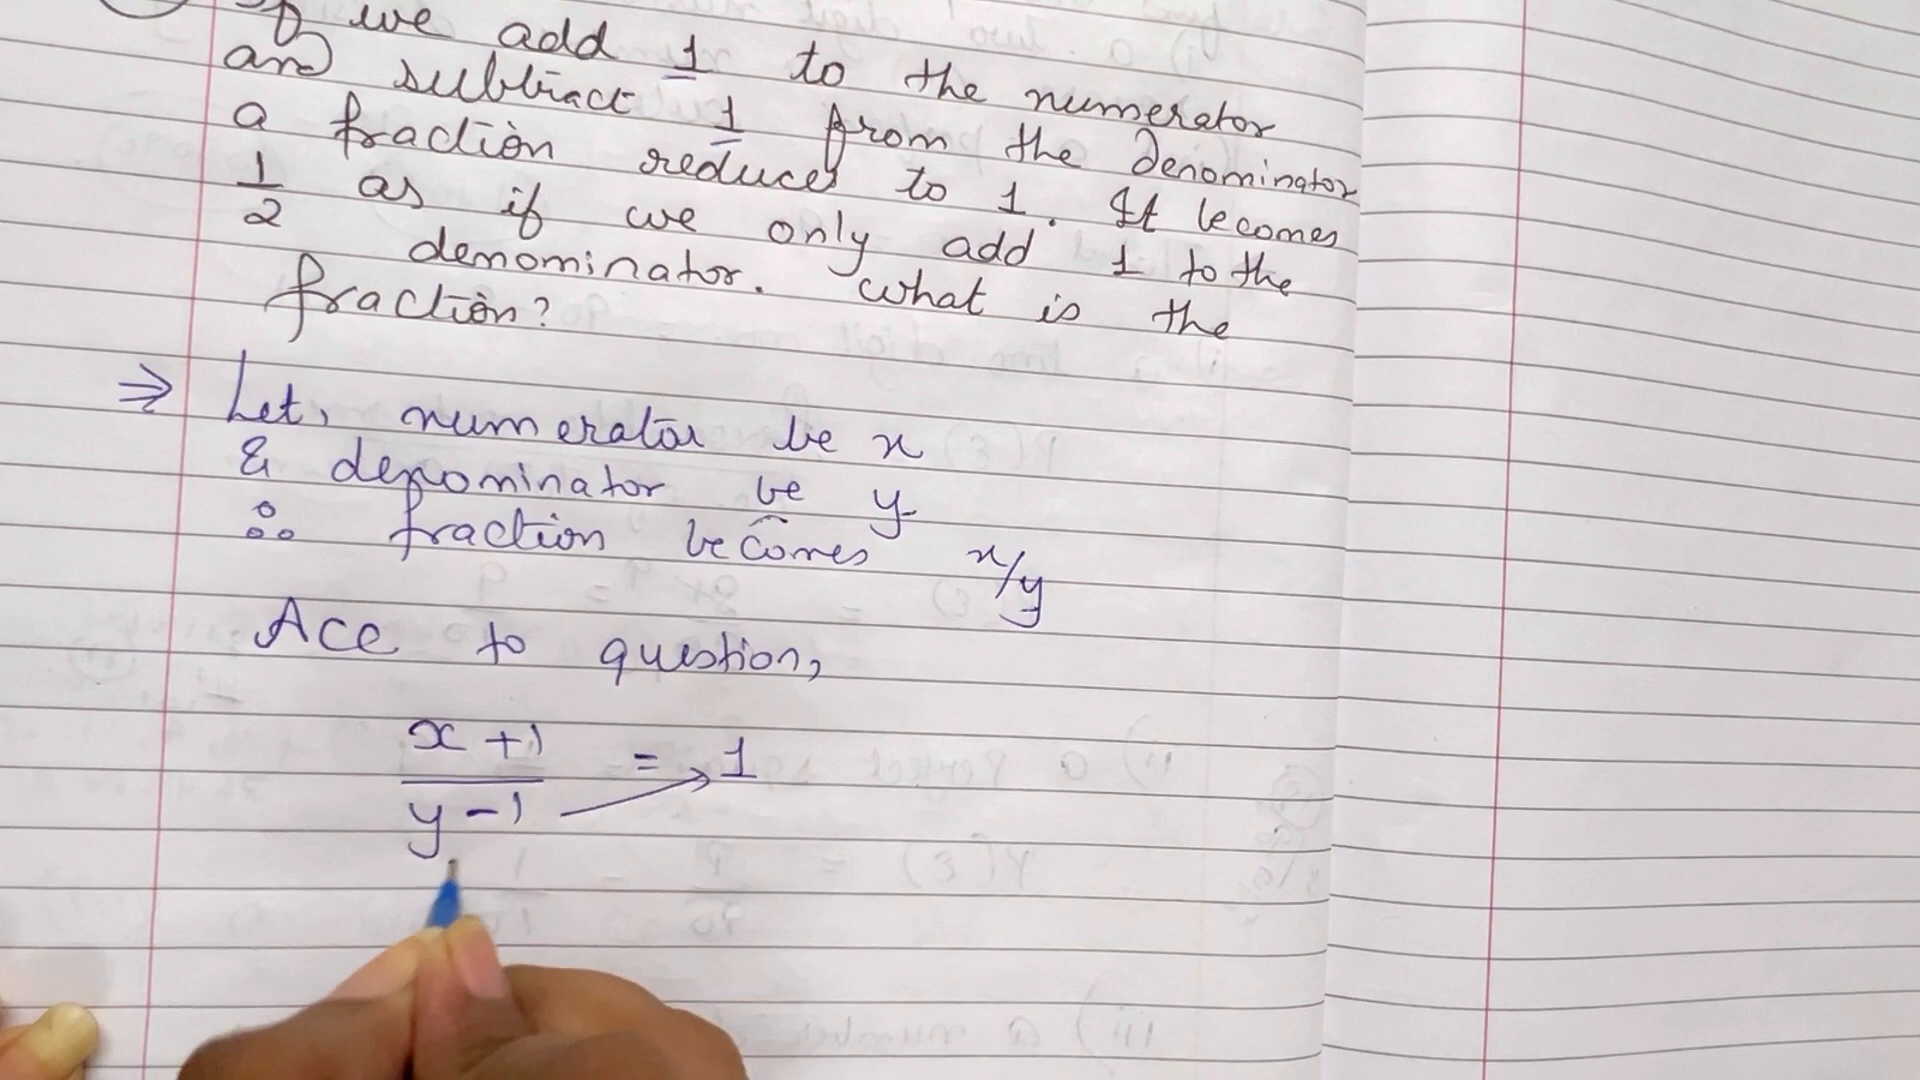 If we add 1 to the numerator
and subtract 1 from the denominator
a fraction reduces to 1. It becomes
1/2 as if we only add 1 to the
denominator. what is the
fraction?
⇒ Let, numerator be x
& denominator be y
∴ fraction becomes x/y
Acc to question,
x+1
= 1
y-1